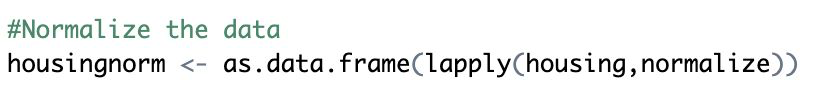 #Normalize the data
housingnorm <- as.data.frame(lapply(housing,normalize))